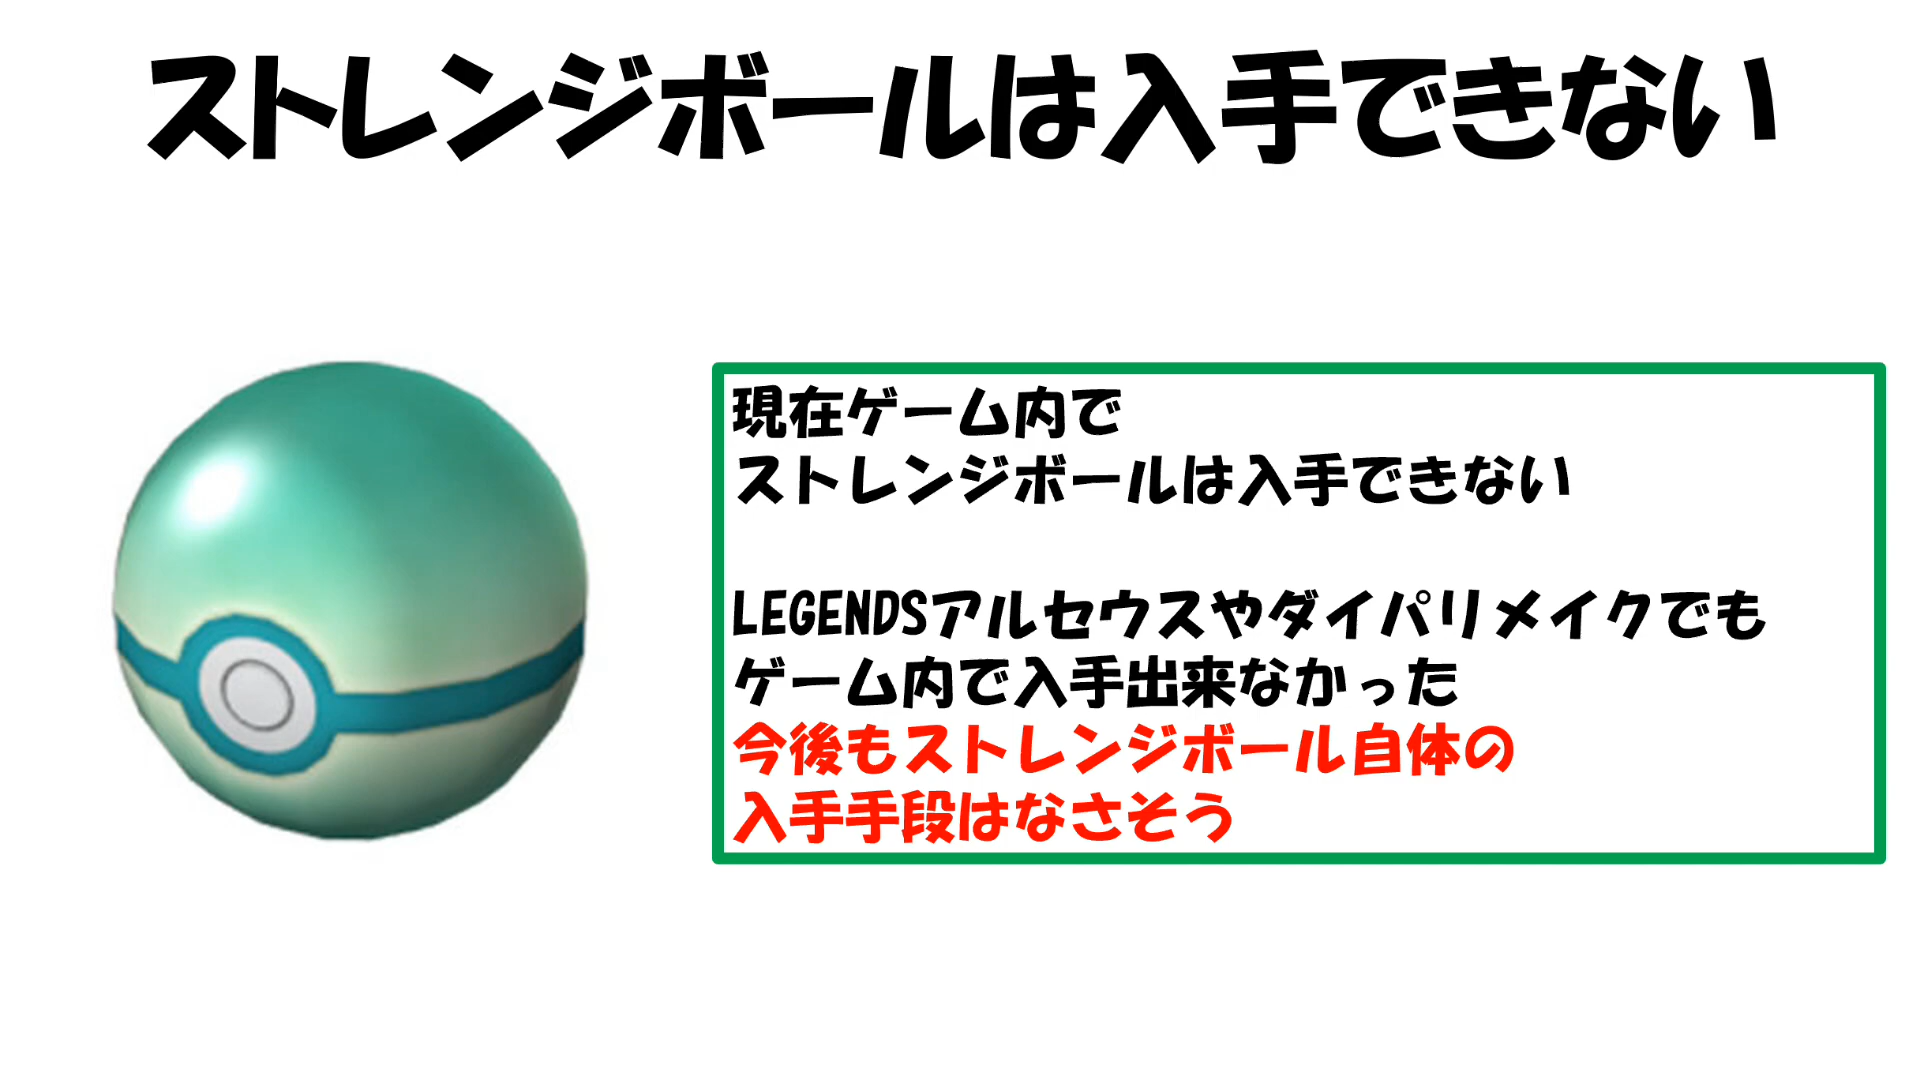 ストレンジボールは入手できない
現在ゲーム内で
ストレンジボールは入手できない
LEGENDSアルセウスやダイパリメイクでも
ゲーム内で入手出来なかった
今後もストレンジボール自体の
入手手段はなさそう